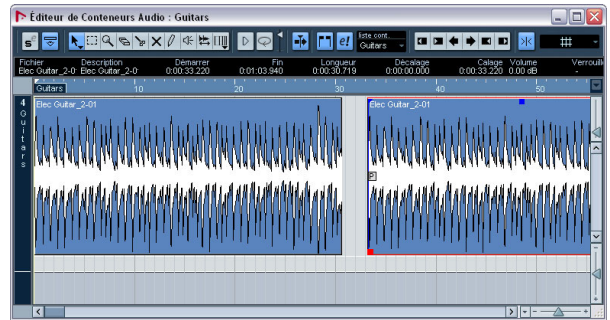 Éditeur de Conteneurs Audio : Guitars
liste cont.
Guitars
Fichier Description Démarrer Fin Longueur Décalage Calage Volume Verrouill
Elec Guitar_2-0 Elec Guitar_2-0 0:00:33.220 0:01:03.940 0:00:30.719 0:00:00.000 0:00:33.220 0.00 dB -
Guitars 10 20 30 40 50
4
Guitars
Elec Guitar_2-01 Elec Guitar_2-01